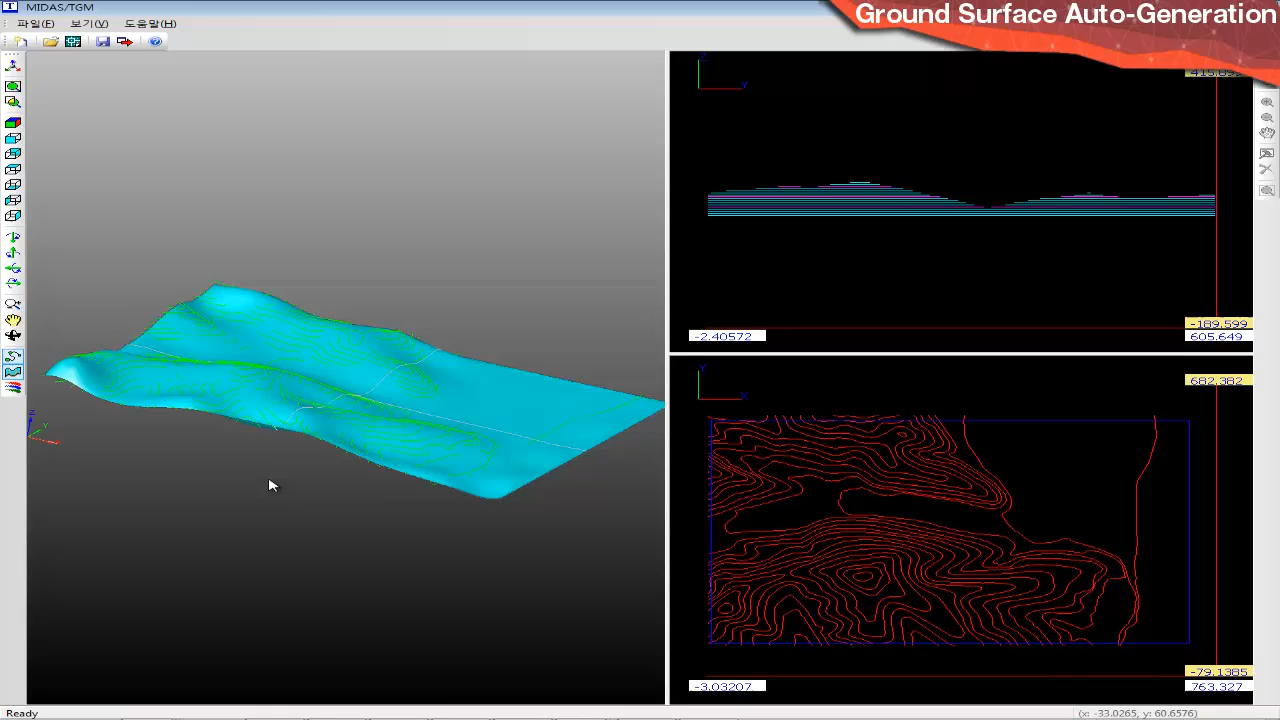 MIDAS/TGM
Ground Surface Auto-Generation
파일(F) 보기(V) 도움말(H)
Y
-189.599
-2.40572
605.649
Y
682.382
X
Z
Y
-79.1385
-3.03207
763.327
Ready
(x: -33.0265, y: 60.6576)